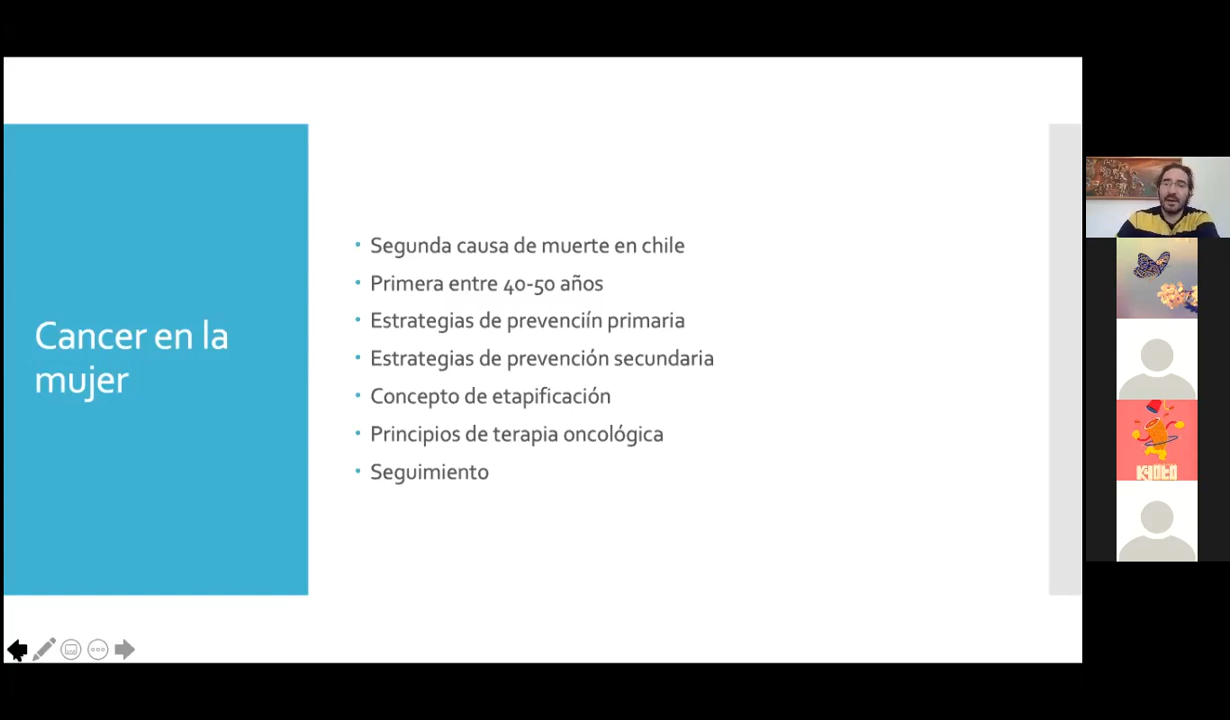 Cancer en la
mujer
• Segunda causa de muerte en chile
• Primera entre 40-50 años
• Estrategias de prevenciín primaria
• Estrategias de prevención secundaria
• Concepto de etapificación
• Principios de terapia oncológica
• Seguimiento
KYOTO